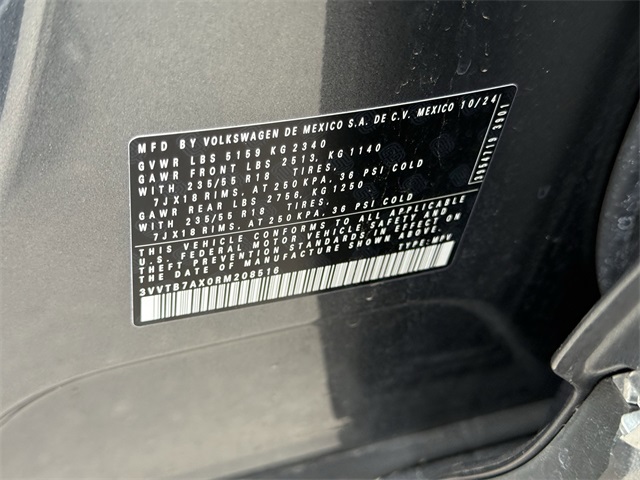 MFD BY VOLKSWAGEN DE MEXICO S.A. DE C.V. MEXICO 10/24
GVWR LBS 5159 KG 2340
GAWR FRONT LBS 2513, KG 1140
WITH 235/55 R18 TIRES,
7JX18 RIMS, AT 250 KPA, 36 PSI COLD
GAWR REAR LBS 2756, KG 1250
WITH 235/55 R18 TIRES,
7JX18 RIMS, AT 250 KPA, 36 PSI COLD
THIS VEHICLE CONFORMS TO ALL APPLICABLE
U.S. FEDERAL MOTOR VEHICLE SAFETY AND
THEFT PREVENTION STANDARDS IN EFFECT ON
THE DATE OF MANUFACTURE SHOWN ABOVE.
TYPE: MPV
3VVTB7AX0RM208516